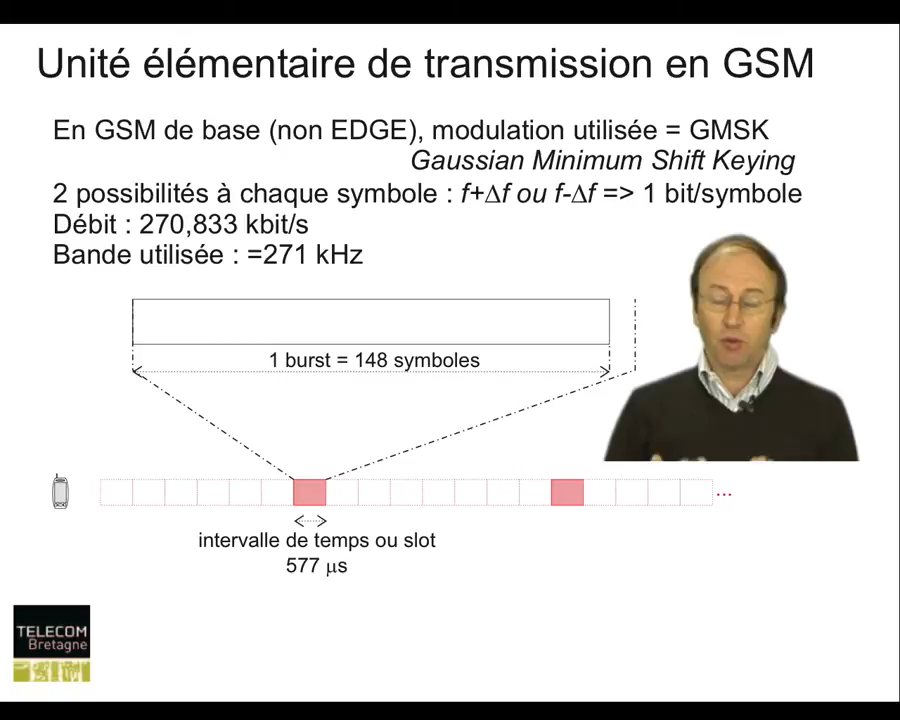 Unité élémentaire de transmission en GSM
En GSM de base (non EDGE), modulation utilisée = GMSK
Gaussian Minimum Shift Keying
2 possibilités à chaque symbole : f+Δf ou f-Δf => 1 bit/symbole
Débit : 270,833 kbit/s
Bande utilisée : =271 kHz
1 burst = 148 symboles
...
intervalle de temps ou slot
577 μs
TELECOM
Bretagne